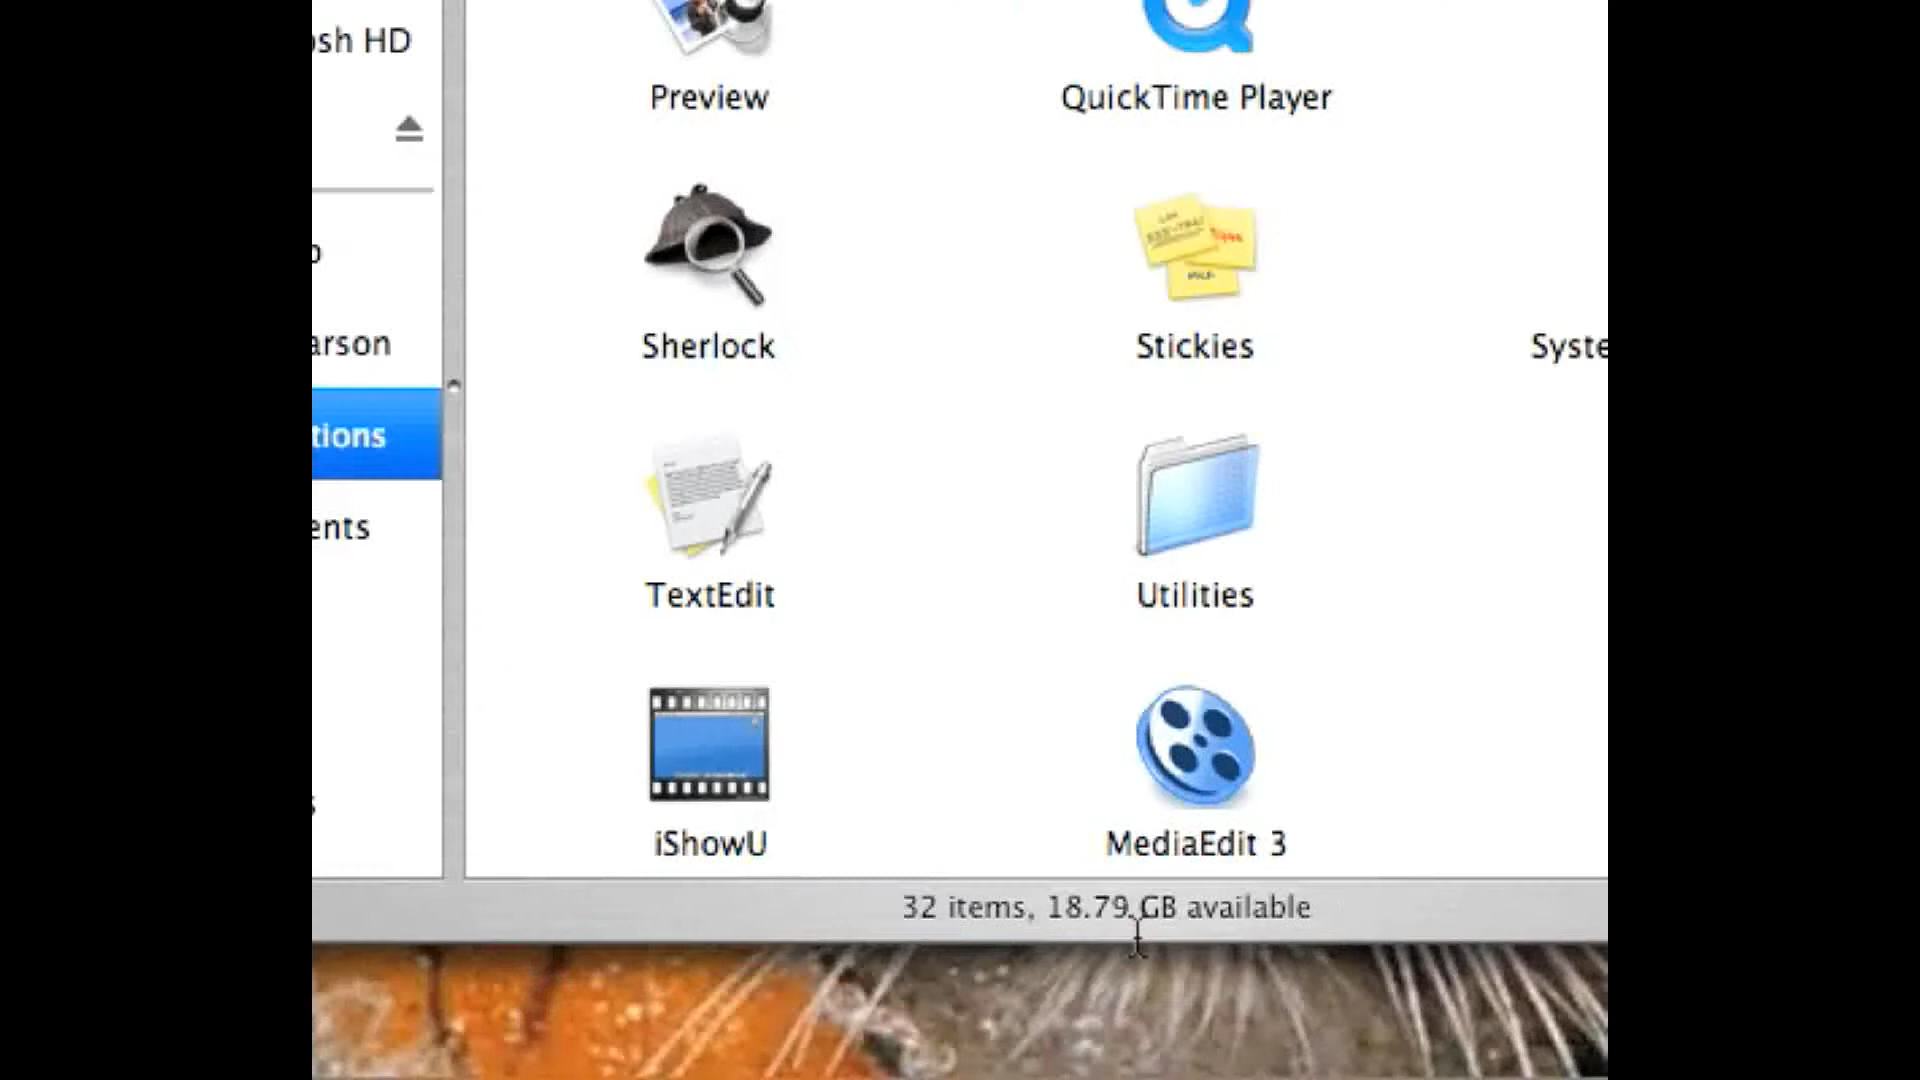 osh HD
Preview
QuickTime Player
Sherlock
Stickies
Syste
arson
tions
ents
TextEdit
Utilities
iShowU
MediaEdit 3
32 items, 18.79 GB available